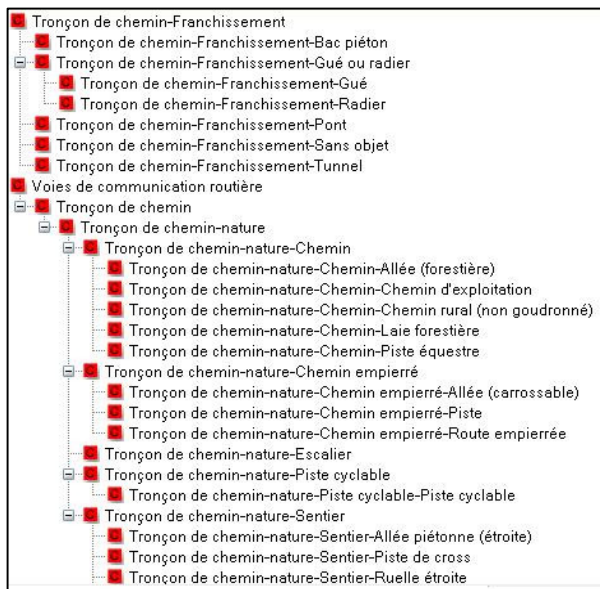 Tronçon de chemin-Franchissement
Tronçon de chemin-Franchissement-Bac piéton
Tronçon de chemin-Franchissement-Gué ou radier
Tronçon de chemin-Franchissement-Gué
Tronçon de chemin-Franchissement-Radier
Tronçon de chemin-Franchissement-Pont
Tronçon de chemin-Franchissement-Sans objet
Tronçon de chemin-Franchissement-Tunnel
Voies de communication routière
Tronçon de chemin
Tronçon de chemin-nature
Tronçon de chemin-nature-Chemin
Tronçon de chemin-nature-Chemin-Allée (forestière)
Tronçon de chemin-nature-Chemin-Chemin d'exploitation
Tronçon de chemin-nature-Chemin-Chemin rural (non goudronné)
Tronçon de chemin-nature-Chemin-Laie forestière
Tronçon de chemin-nature-Chemin-Piste équestre
Tronçon de chemin-nature-Chemin empierré
Tronçon de chemin-nature-Chemin empierré-Allée (carrossable)
Tronçon de chemin-nature-Chemin empierré-Piste
Tronçon de chemin-nature-Chemin empierré-Route empierrée
Tronçon de chemin-nature-Escalier
Tronçon de chemin-nature-Piste cyclable
Tronçon de chemin-nature-Piste cyclable-Piste cyclable
Tronçon de chemin-nature-Sentier
Tronçon de chemin-nature-Sentier-Allée piétonne (étroite)
Tronçon de chemin-nature-Sentier-Piste de cross
Tronçon de chemin-nature-Sentier-Ruelle étroite